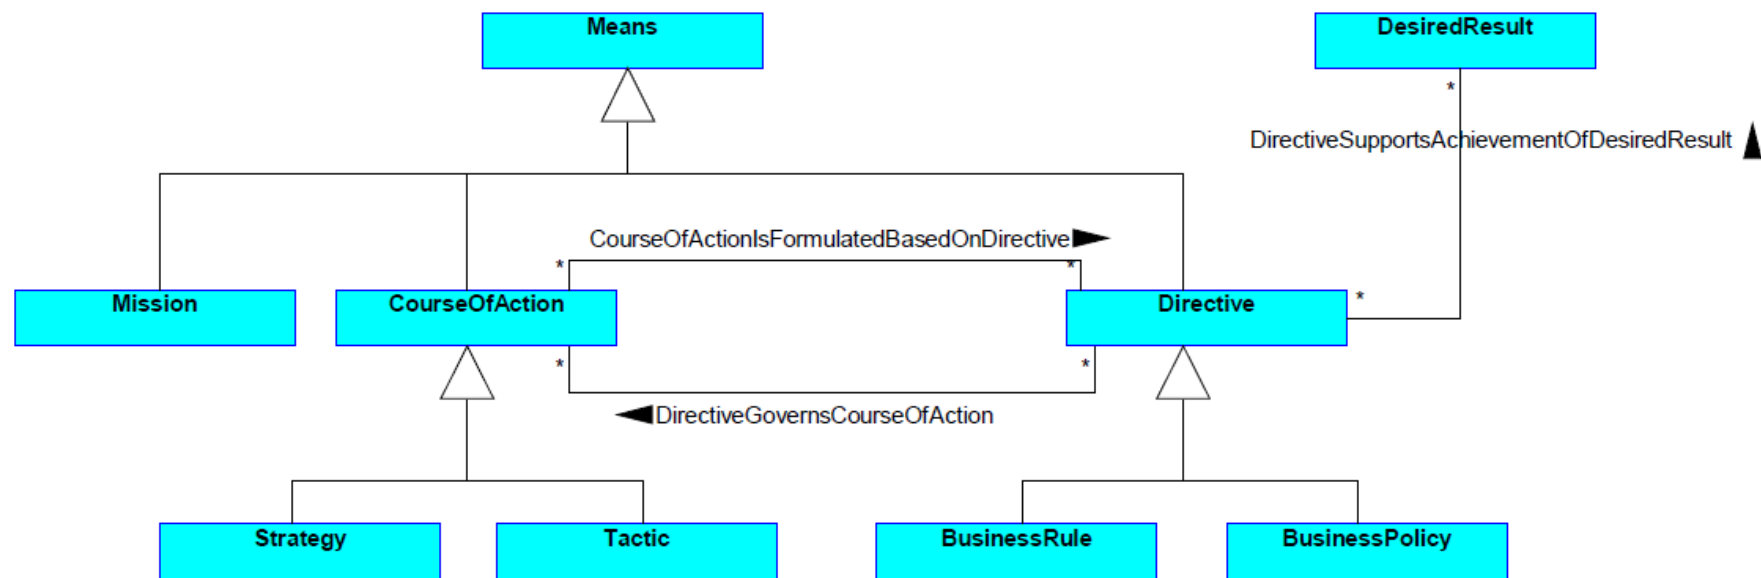 Means
DesiredResult
*
DirectiveSupportsAchievementOfDesiredResult
CourseOfActionIsFormulatedBasedOnDirective
*
*
Mission
CourseOfAction
Directive
*
*
*
DirectiveGovernsCourseOfAction
Strategy
Tactic
BusinessRule
BusinessPolicy